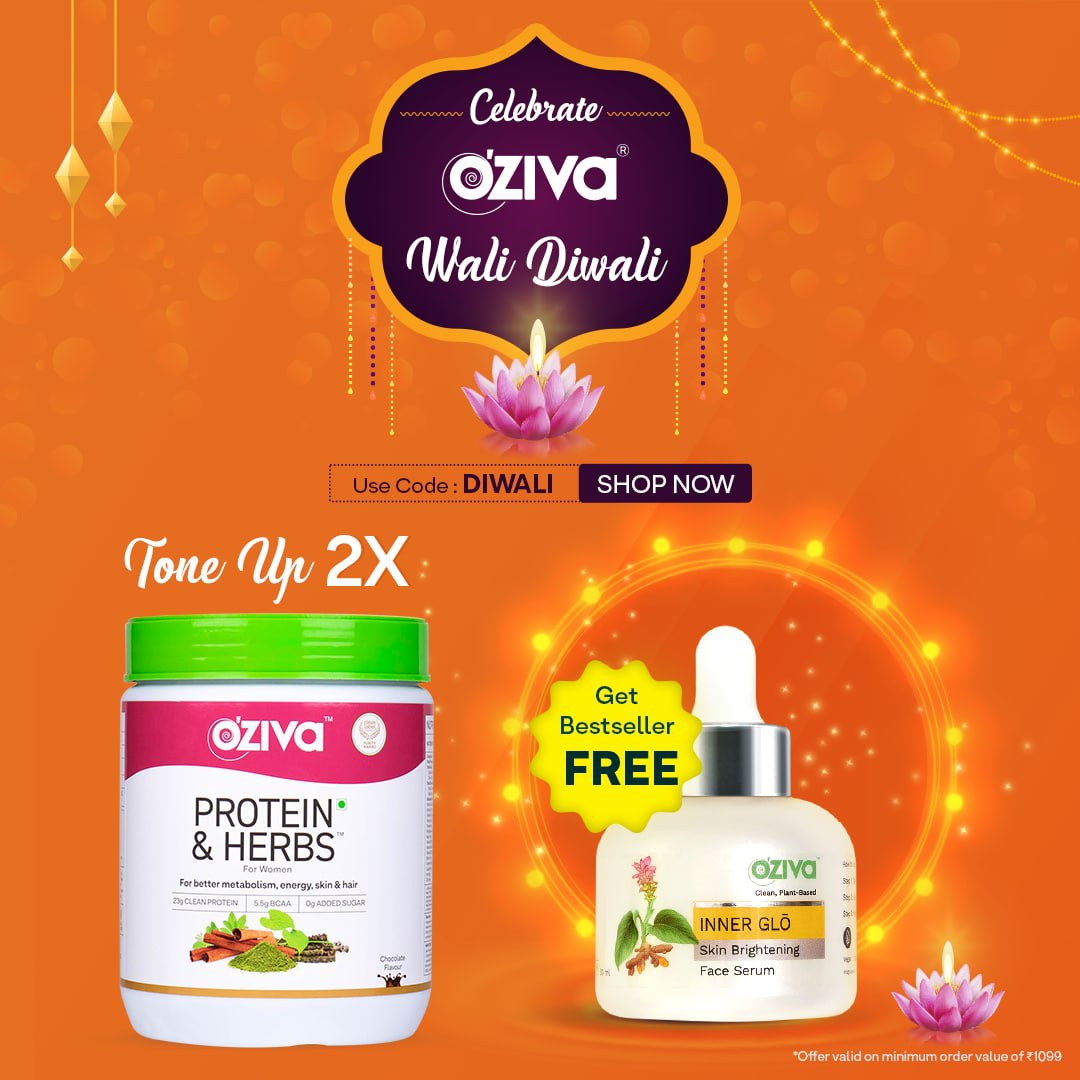 Celebrate
OZIVA®
Wali Diwali
Use Code : DIWALI
SHOP NOW
Tone Up 2X
OZIVA™
PROTEIN
& HERBS™
For Women
For better metabolism, energy, skin & hair
23g CLEAN PROTEIN
5.5g BCAA
0g ADDED SUGAR
Chocolate
Flavour
Get
Bestseller
FREE
OZIVA
Clean, Plant-Based
INNER GLŌ
Skin Brightening
Face Serum
*Offer valid on minimum order value of ₹1099